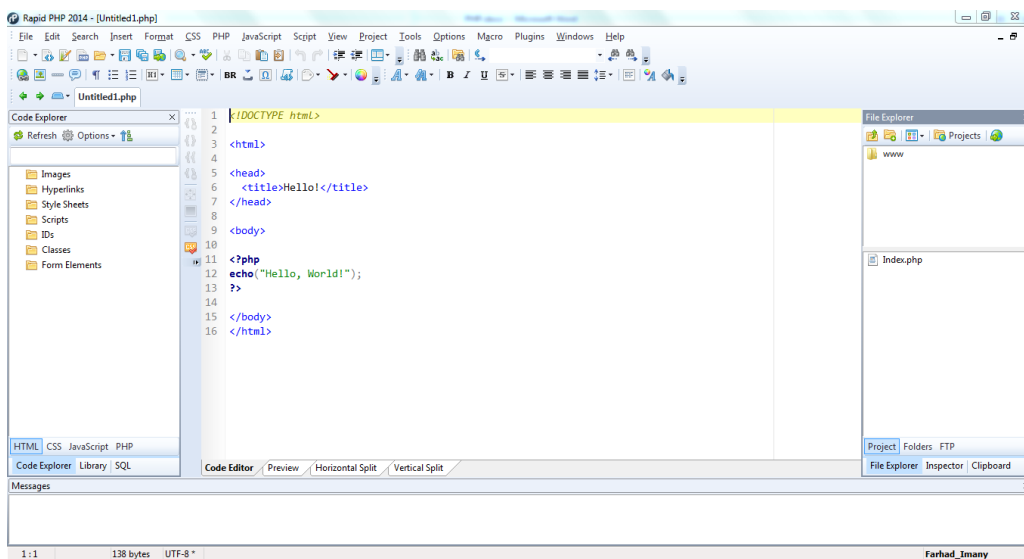 Rapid PHP 2014 - [Untitled1.php]
File Edit Search Insert Format CSS PHP JavaScript Script View Project Tools Options Macro Plugins Windows Help
BR
B I U
Untitled1.php
Code Explorer
Refresh Options
Images
Hyperlinks
Style Sheets
Scripts
IDs
Classes
Form Elements
HTML CSS JavaScript PHP
Code Explorer Library SQL
1 <!DOCTYPE html>
2
3 <html>
4
5 <head>
6 <title>Hello!</title>
7 </head>
8
9 <body>
10
11 <?php
12 echo("Hello, World!");
13 ?>
14
15 </body>
16 </html>
Code Editor Preview Horizontal Split Vertical Split
File Explorer
Projects
www
Index.php
Project Folders FTP
File Explorer Inspector Clipboard
Messages
1:1 138 bytes UTF-8 * Farhad_Imany